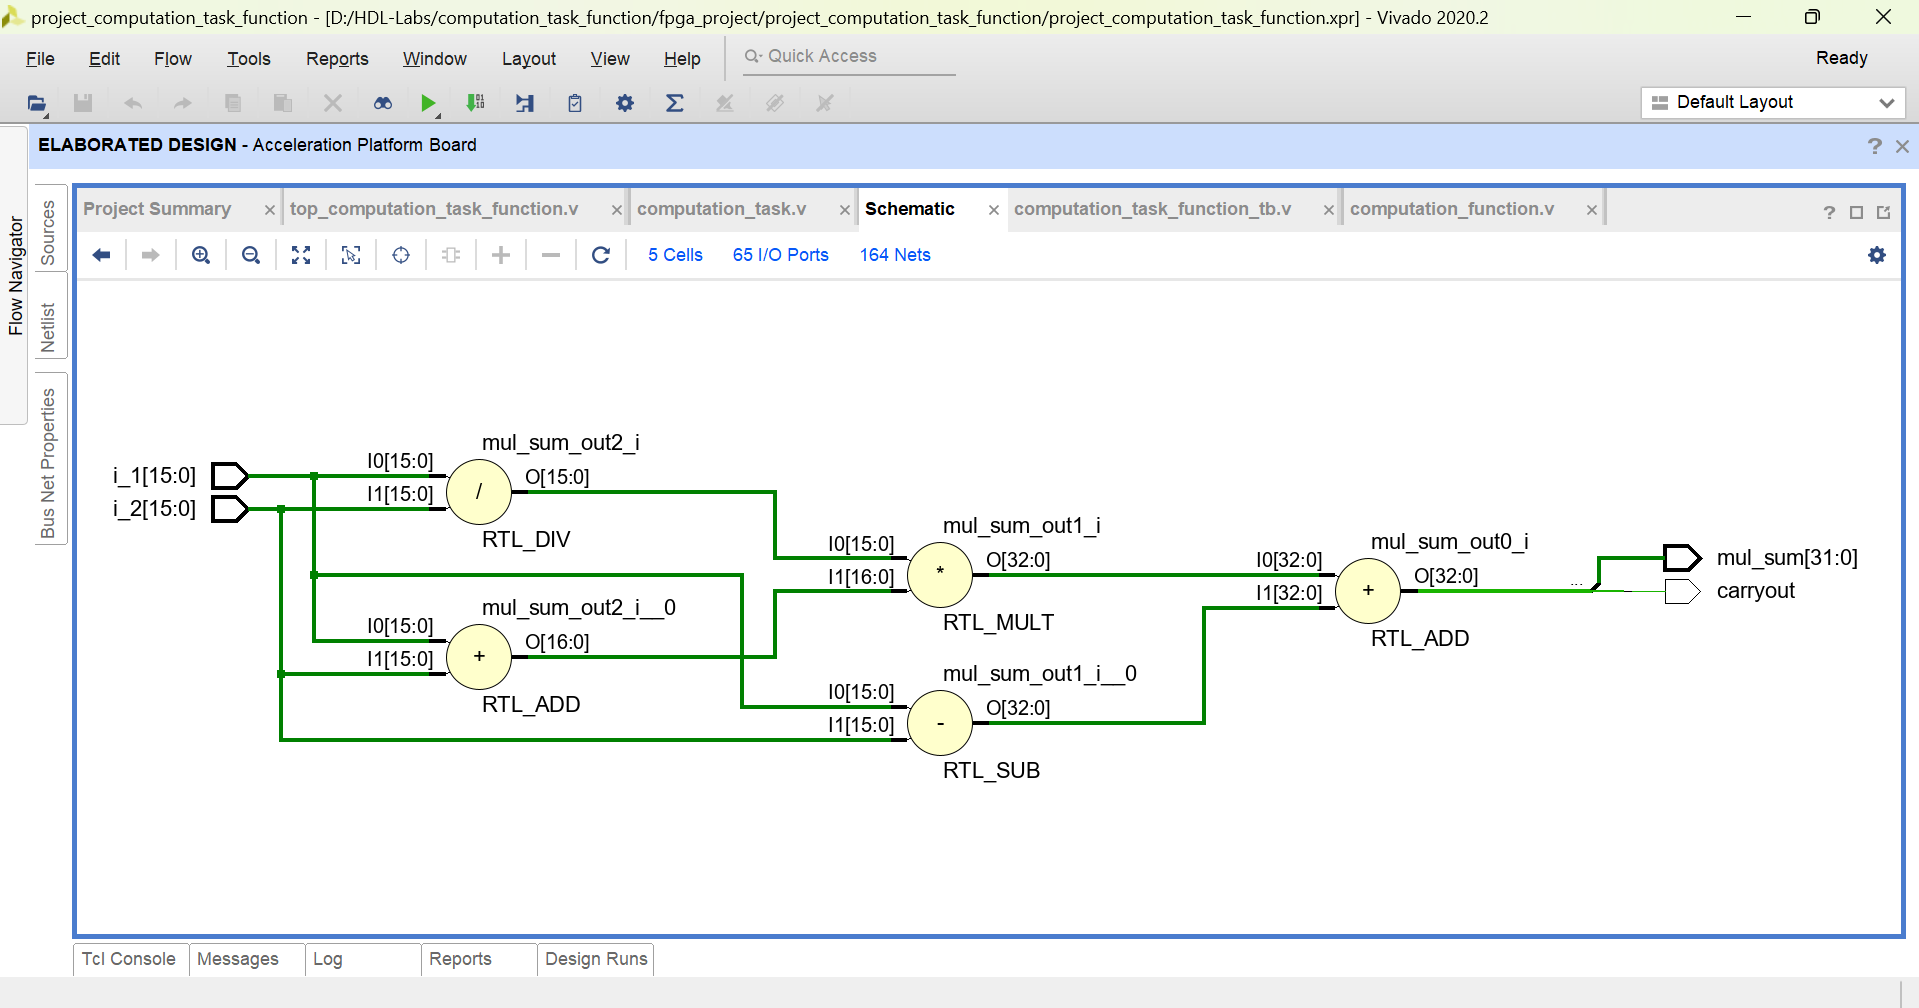 project_computation_task_function - [D:/HDL-Labs/computation_task_function/fpga_project/project_computation_task_function/project_computation_task_function.xpr] - Vivado 2020.2
File Edit Flow Tools Reports Window Layout View Help Quick Access Ready
Default Layout
ELABORATED DESIGN - Acceleration Platform Board
Flow Navigator
Sources
Netlist
Bus Net Properties
Project Summary top_computation_task_function.v computation_task.v Schematic computation_task_function_tb.v computation_function.v
5 Cells 65 I/O Ports 164 Nets
i_1[15:0]
i_2[15:0]
mul_sum_out2_i
I0[15:0]
I1[15:0]
/
O[15:0]
RTL_DIV
mul_sum_out2_i__0
I0[15:0]
I1[15:0]
+
O[16:0]
RTL_ADD
mul_sum_out1_i
I0[15:0]
I1[16:0]
*
O[32:0]
RTL_MULT
mul_sum_out1_i__0
I0[15:0]
I1[15:0]
-
O[32:0]
RTL_SUB
mul_sum_out0_i
I0[32:0]
I1[32:0]
+
O[32:0]
RTL_ADD
...
mul_sum[31:0]
carryout
Tcl Console Messages Log Reports Design Runs